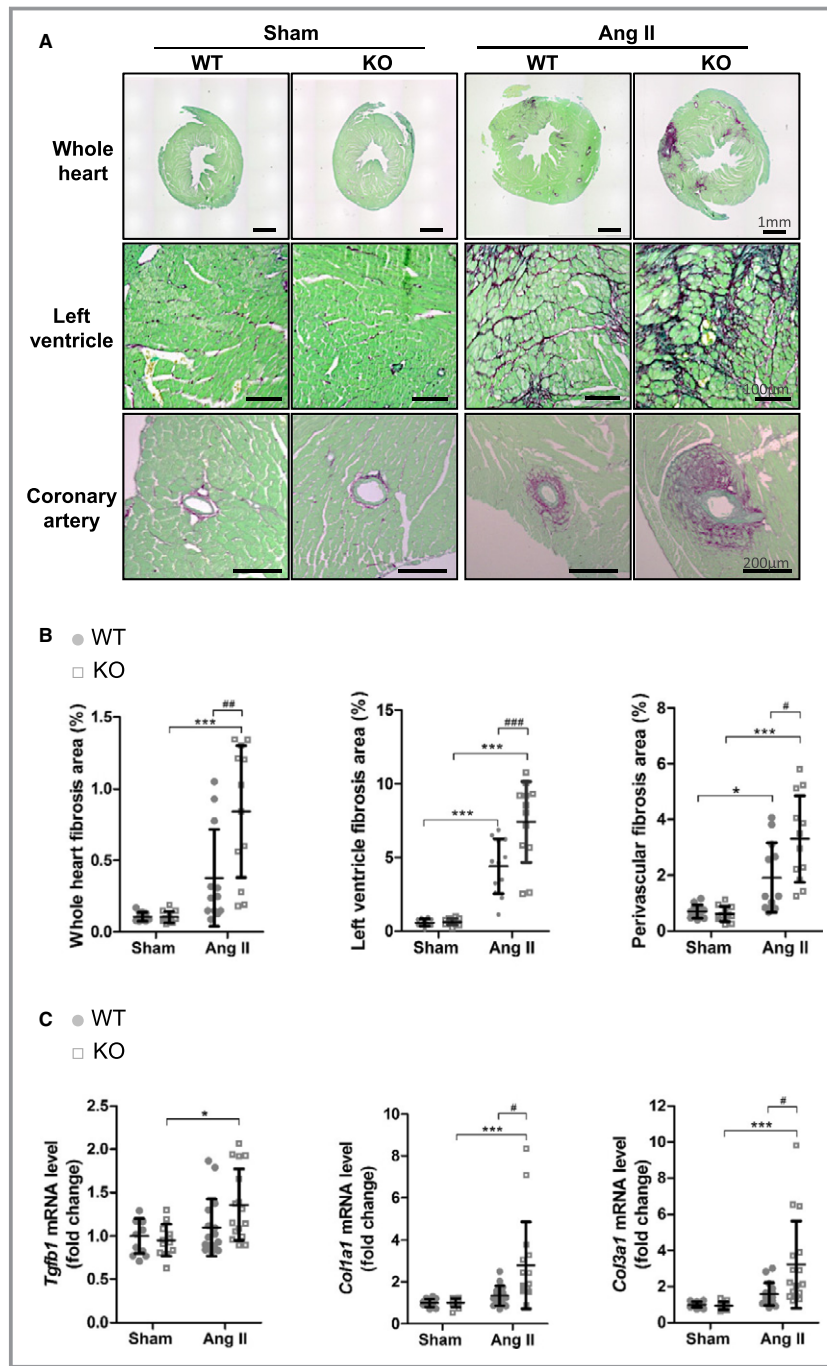 A
Sham
Ang II
WT
KO
WT
KO
Whole
heart
1mm
Left
ventricle
100µm
Coronary
artery
200µm
B
WT
KO
Whole heart fibrosis area (%)
1.5
1.0
0.5
0.0
***
##
Sham
Ang II
Left ventricle fibrosis area (%)
15
10
5
0
***
***
###
Sham
Ang II
Perivascular fibrosis area (%)
8
6
4
2
0
*
***
#
Sham
Ang II
C
WT
KO
Tgfb1 mRNA level
(fold change)
2.5
2.0
1.5
1.0
0.5
0.0
*
Sham
Ang II
Col1a1 mRNA level
(fold change)
10
8
6
4
2
0
***
#
Sham
Ang II
Col3a1 mRNA level
(fold change)
12
10
8
6
4
2
0
***
#
Sham
Ang II